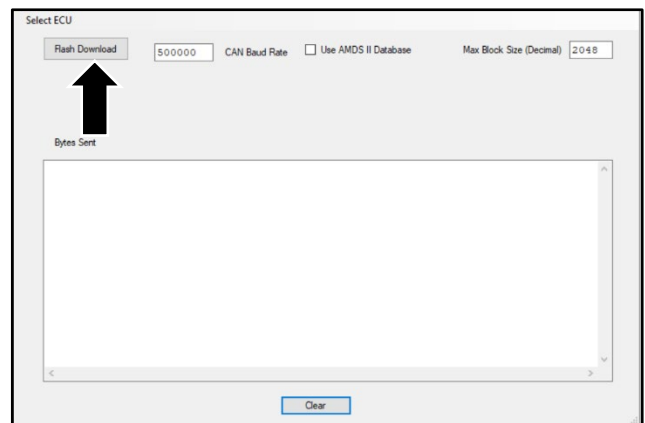 Select ECU
Flash Download 500000 CAN Baud Rate Use AMDS II Database Max Block Size (Decimal) 2048
Bytes Sent
Clear